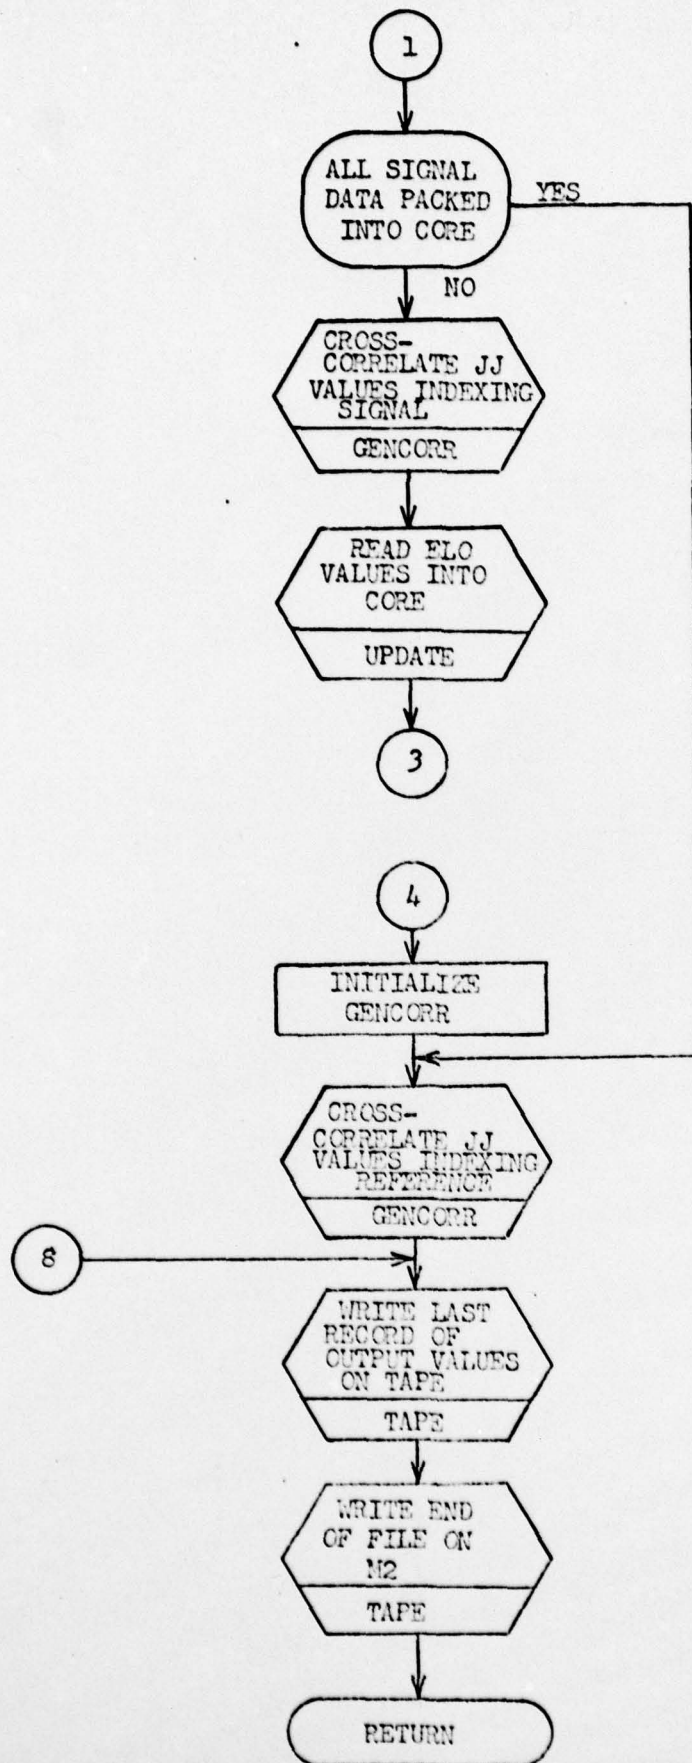 1
ALL SIGNAL
DATA PACKED
INTO CORE
YES
NO
CROSS-
CORRELATE JJ
VALUES INDEXING
SIGNAL
GENCORR
READ ELO
VALUES INTO
CORE
UPDATE
3
4
INITIALIZE
GENCORR
CROSS-
CORRELATE JJ
VALUES INDEXING
REFERENCE
GENCORR
8
WRITE LAST
RECORD OF
OUTPUT VALUES
ON TAPE
TAPE
WRITE END
OF FILE ON
M2
TAPE
RETURN